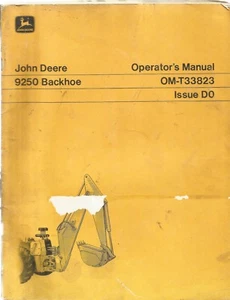 John Deere
9250 Backhoe
Operator's Manual
OM-T33823
Issue D0